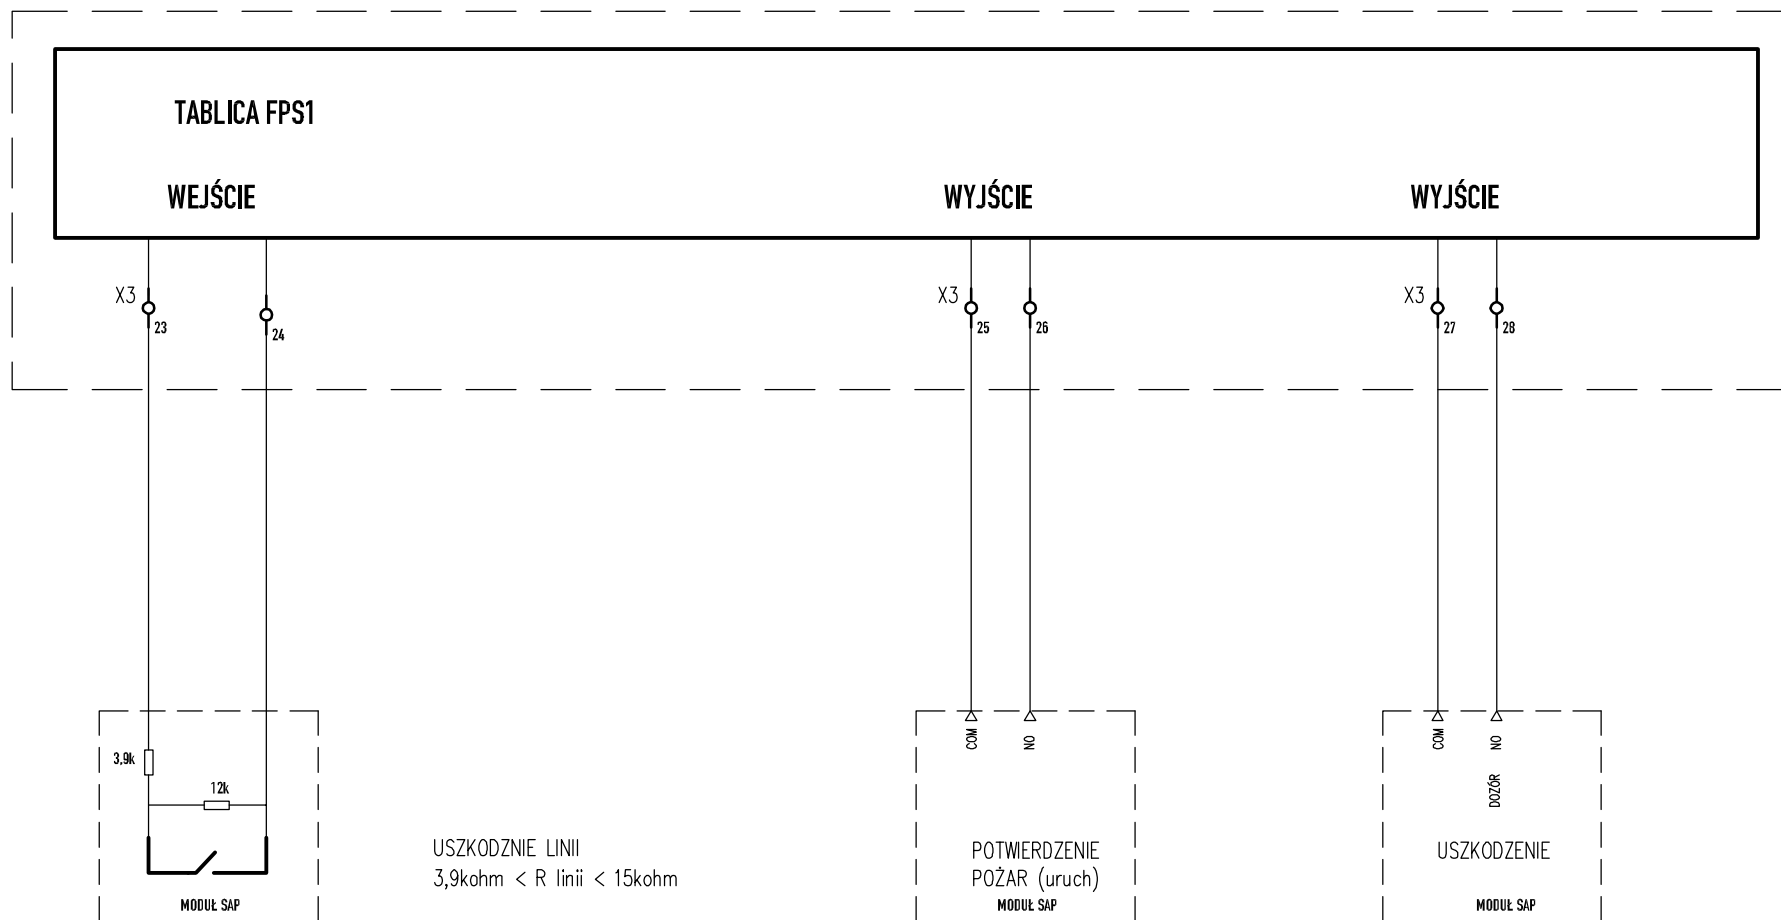 TABLICA FPS1
WEJŚCIE
WYJŚCIE
WYJŚCIE
X3
23
24
X3
25
26
X3
27
28
COM
NO
COM
NO
3,9k
12k
DOZÓR
USZKODZNIE LINII
3,9kohm < R linii < 15kohm
POTWIERDZENIE
POŻAR (uruch)
USZKODZENIE
MODUŁ SAP
MODUŁ SAP
MODUŁ SAP